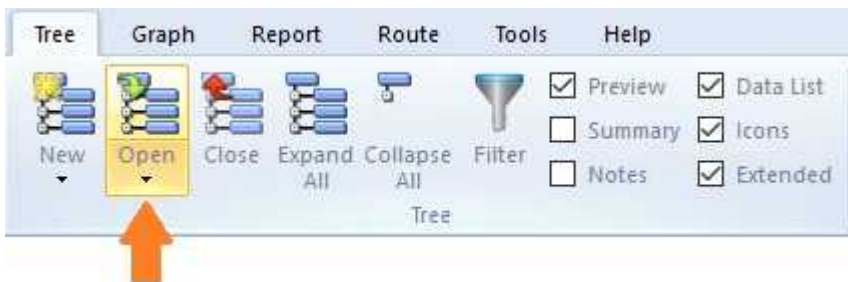 Tree Graph Report Route Tools Help
New Open Close Expand All Collapse All Filter
Preview Data List
Summary Icons
Notes Extended
Tree